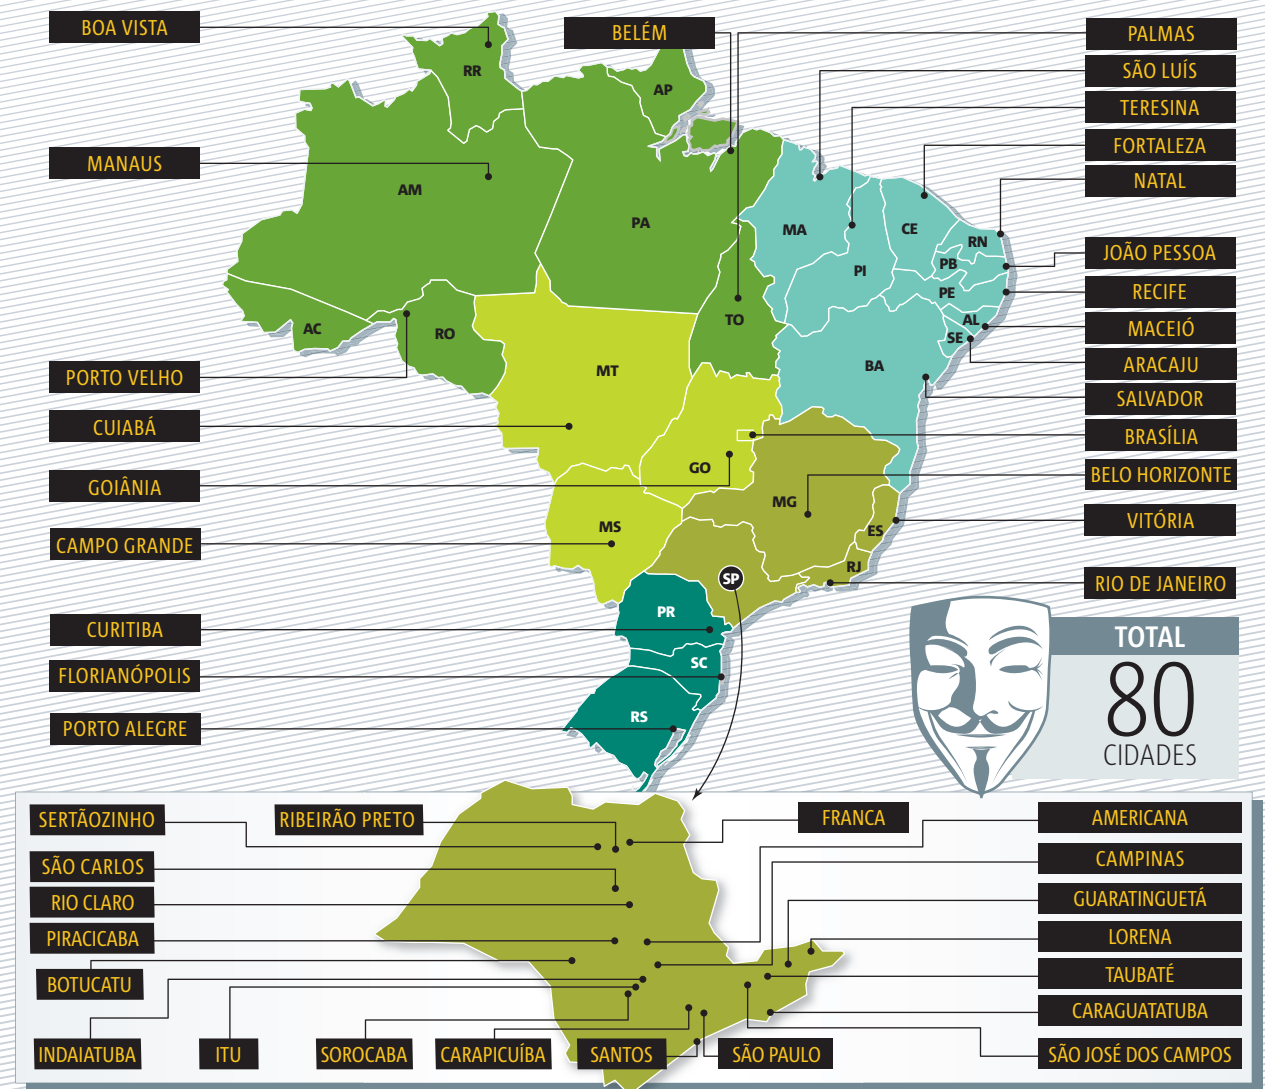 BOA VISTA
BELÉM
PALMAS
SÃO LUÍS
TERESINA
FORTALEZA
NATAL
MANAUS
JOÃO PESSOA
RECIFE
MACEIÓ
ARACAJU
SALVADOR
BRASÍLIA
BELO HORIZONTE
VITÓRIA
RIO DE JANEIRO
PORTO VELHO
CUIABÁ
GOIÂNIA
CAMPO GRANDE
CURITIBA
FLORIANÓPOLIS
PORTO ALEGRE
RR
AP
AM
PA
MA
CE
RN
PB
PI
PE
AL
SE
TO
AC
RO
MT
BA
GO
MG
MS
ES
RJ
SP
PR
SC
RS
TOTAL
80
CIDADES
SERTÃOZINHO
RIBEIRÃO PRETO
FRANCA
AMERICANA
SÃO CARLOS
CAMPINAS
RIO CLARO
GUARATINGUETÁ
PIRACICABA
LORENA
BOTUCATU
TAUBATÉ
CARAGUATATUBA
INDAIATUBA
ITU
SOROCABA
CARAPICUÍBA
SANTOS
SÃO PAULO
SÃO JOSÉ DOS CAMPOS